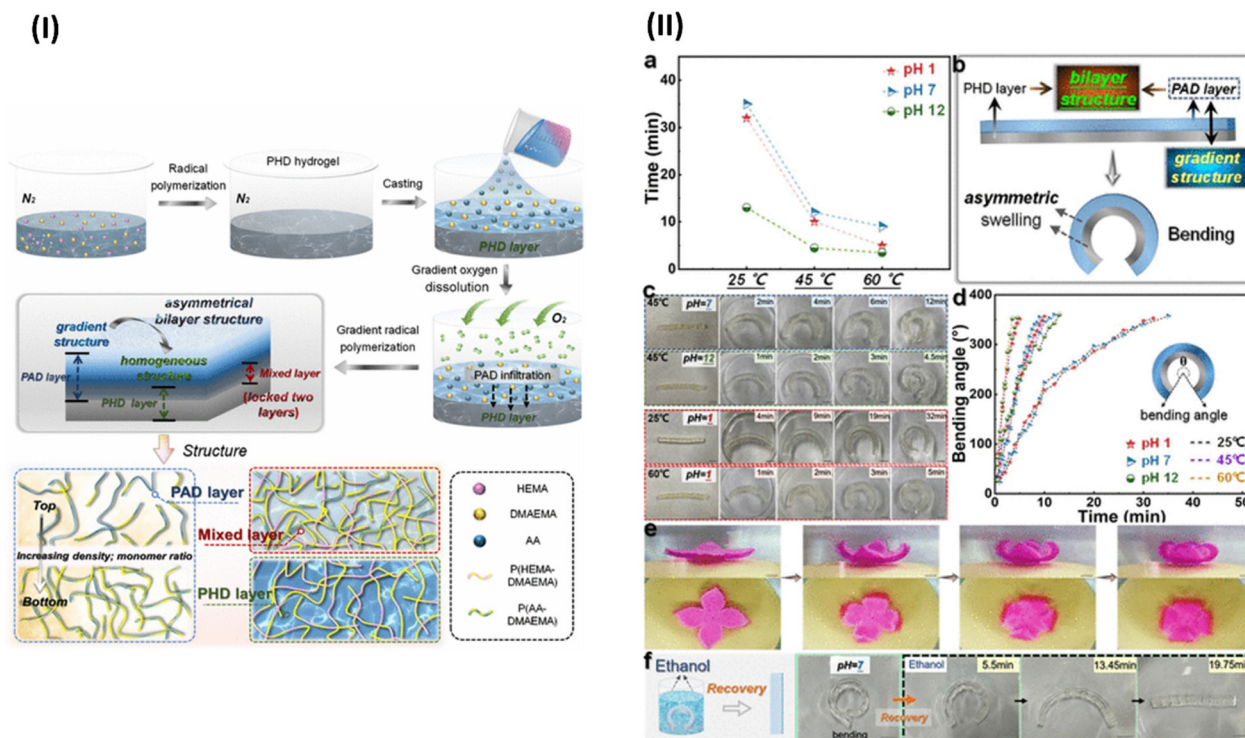 (I)
Radical
polymerization
PHD hydrogel
Casting
N₂
N₂
PHD layer
Gradient oxygen
dissolution
O₂
PAD infiltration
PHD layer
Gradient radical
polymerization
asymmetrical
bilayer structure
gradient
structure
homogeneous
structure
PAD layer
PHD layer
Mixed layer
(locked two
layers)
Structure
Top
Increasing density; monomer ratio
Bottom
PAD layer
Mixed layer
PHD layer
HEMA
DMAEMA
AA
P(HEMA-
DMAEMA)
P(AA-
DMAEMA)
(II)
a
Time (min)
40
30
20
10
0
pH 1
pH 7
pH 12
25 °C
45 °C
60 °C
b
PHD layer
bilayer
structure
PAD layer
gradient
structure
asymmetric
swelling
Bending
c
45℃
pH=7
2min
4min
6min
12min
45℃
pH=12
1min
2min
3min
4.5min
25℃
pH=1
4min
9min
19min
32min
60℃
pH=1
1min
2min
3min
5min
d
Bending angle (°)
400
300
200
100
0
θ
bending angle
pH 1
pH 7
pH 12
25℃
45℃
60℃
0 10 20 30 40 50
Time (min)
e
f
Ethanol
Recovery
pH=7
bending
Recovery
Ethanol
5.5min
13.45min
19.75min